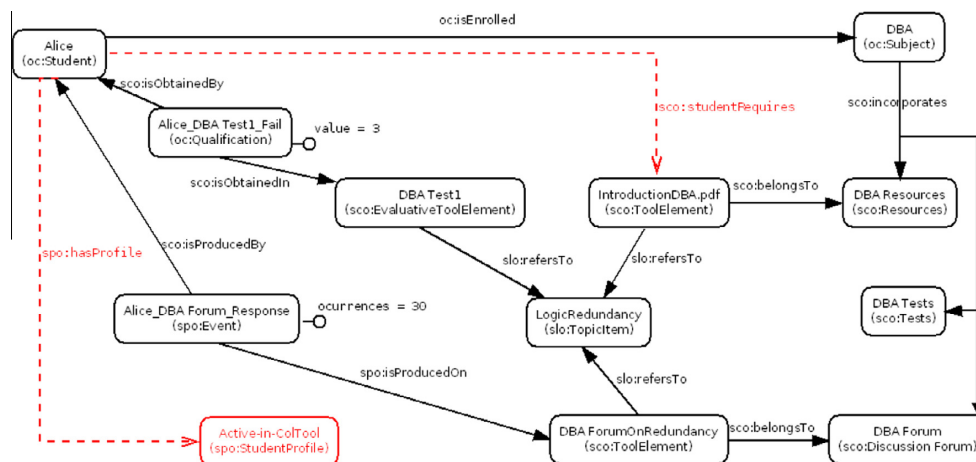 oc:isEnrolled
Alice
(oc:Student)
DBA
(oc:Subject)
sco:isObtainedBy
sco:studentRequires
sco:incorporates
Alice_DBA Test1_Fail
(oc:Qualification)
value = 3
sco:isObtainedIn
DBA Test1
(sco:EvaluativeToolElement)
IntroductionDBA.pdf
(sco:ToolElement)
sco:belongsTo
DBA Resources
(sco:Resources)
spo:hasProfile
sco:isProducedBy
slo:refersTo
slo:refersTo
Alice_DBA Forum_Response
(spo:Event)
ocurrences = 30
LogicRedundancy
(slo:TopicItem)
DBA Tests
(sco:Tests)
spo:isProducedOn
slo:refersTo
Active-in-ColTool
(spo:StudentProfile)
DBA ForumOnRedundancy
(sco:ToolElement)
sco:belongsTo
DBA Forum
(sco:Discussion Forum)